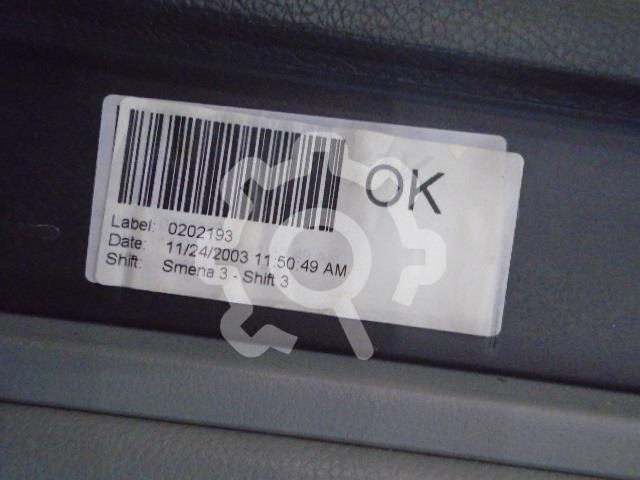 OK
Label: 0202193
Date: 11/24/2003 11:50:49 AM
Shift: Smena 3 - Shift 3